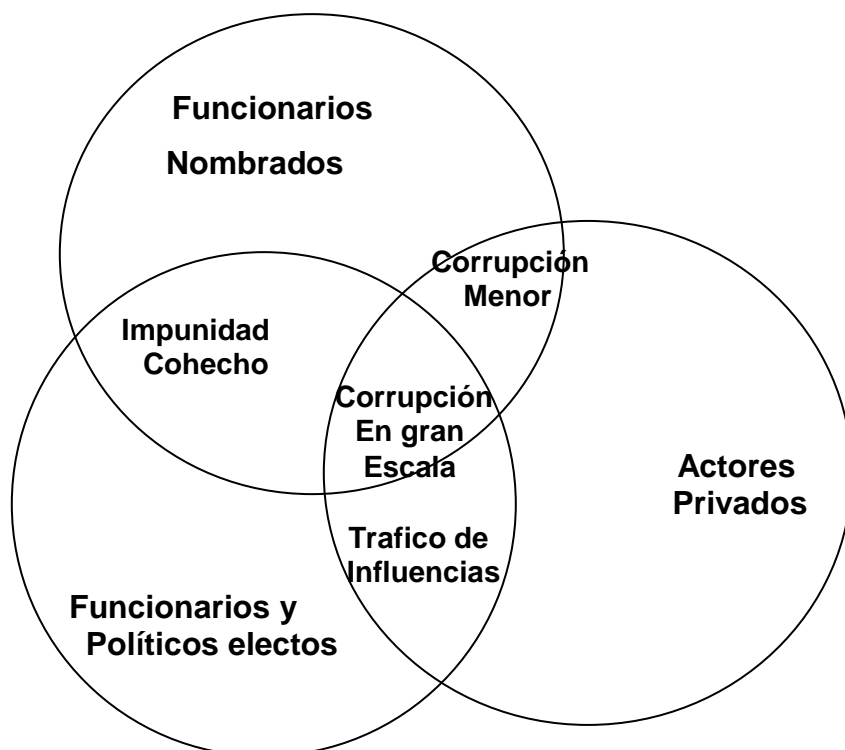 Funcionarios
Nombrados
Corrupción
Menor
Impunidad
Cohecho
Corrupción
En gran
Escala
Actores
Privados
Trafico de
Influencias
Funcionarios y
Políticos electos